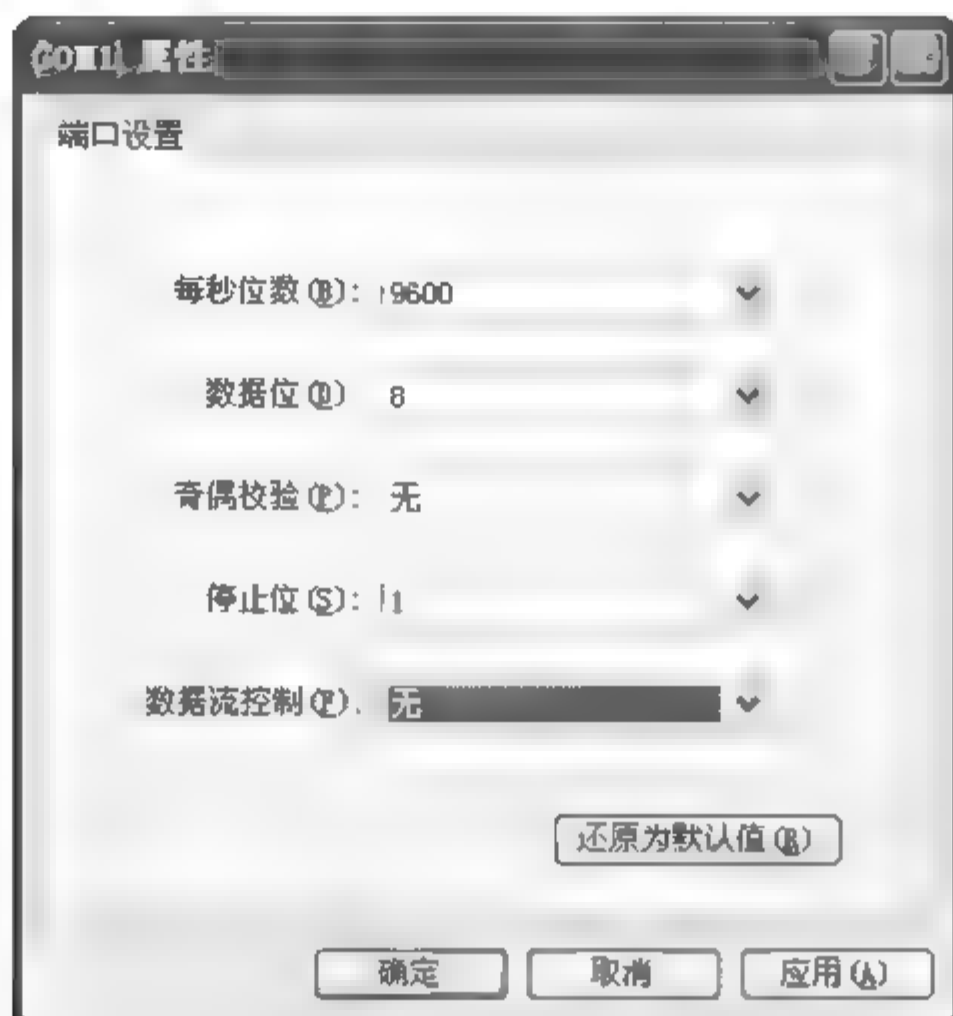 COM1 属性
端口设置
每秒位数(B): 9600
数据位(D) 8
奇偶校验(P): 无
停止位(S): 1
数据流控制(F). 无
还原为默认值(R)
确定
取消
应用(A)